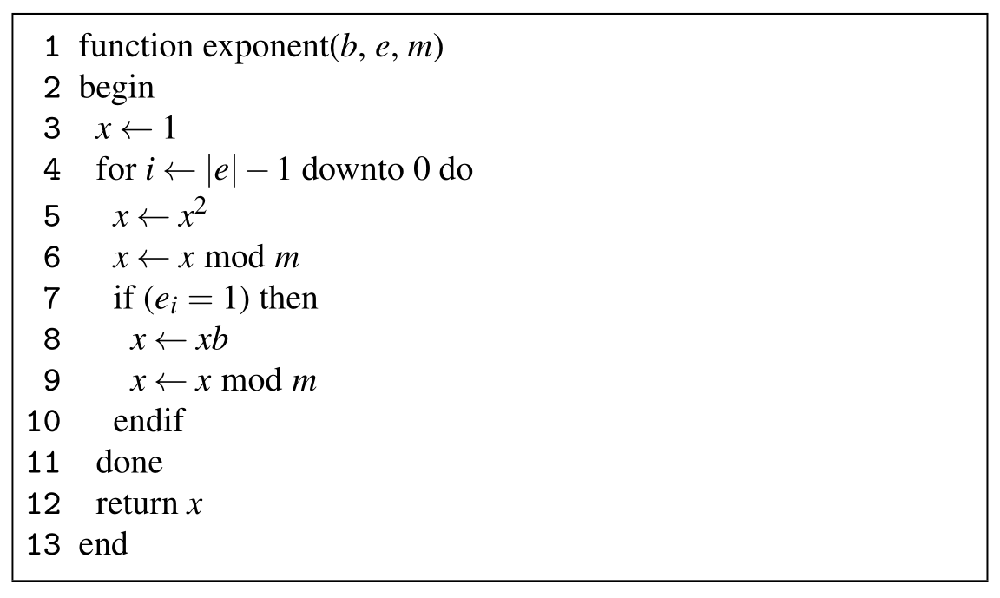 1 function exponent(b, e, m)
2 begin
3 x ← 1
4 for i ← |e| − 1 downto 0 do
5 x ← x²
6 x ← x mod m
7 if (eᵢ = 1) then
8 x ← xb
9 x ← x mod m
10 endif
11 done
12 return x
13 end